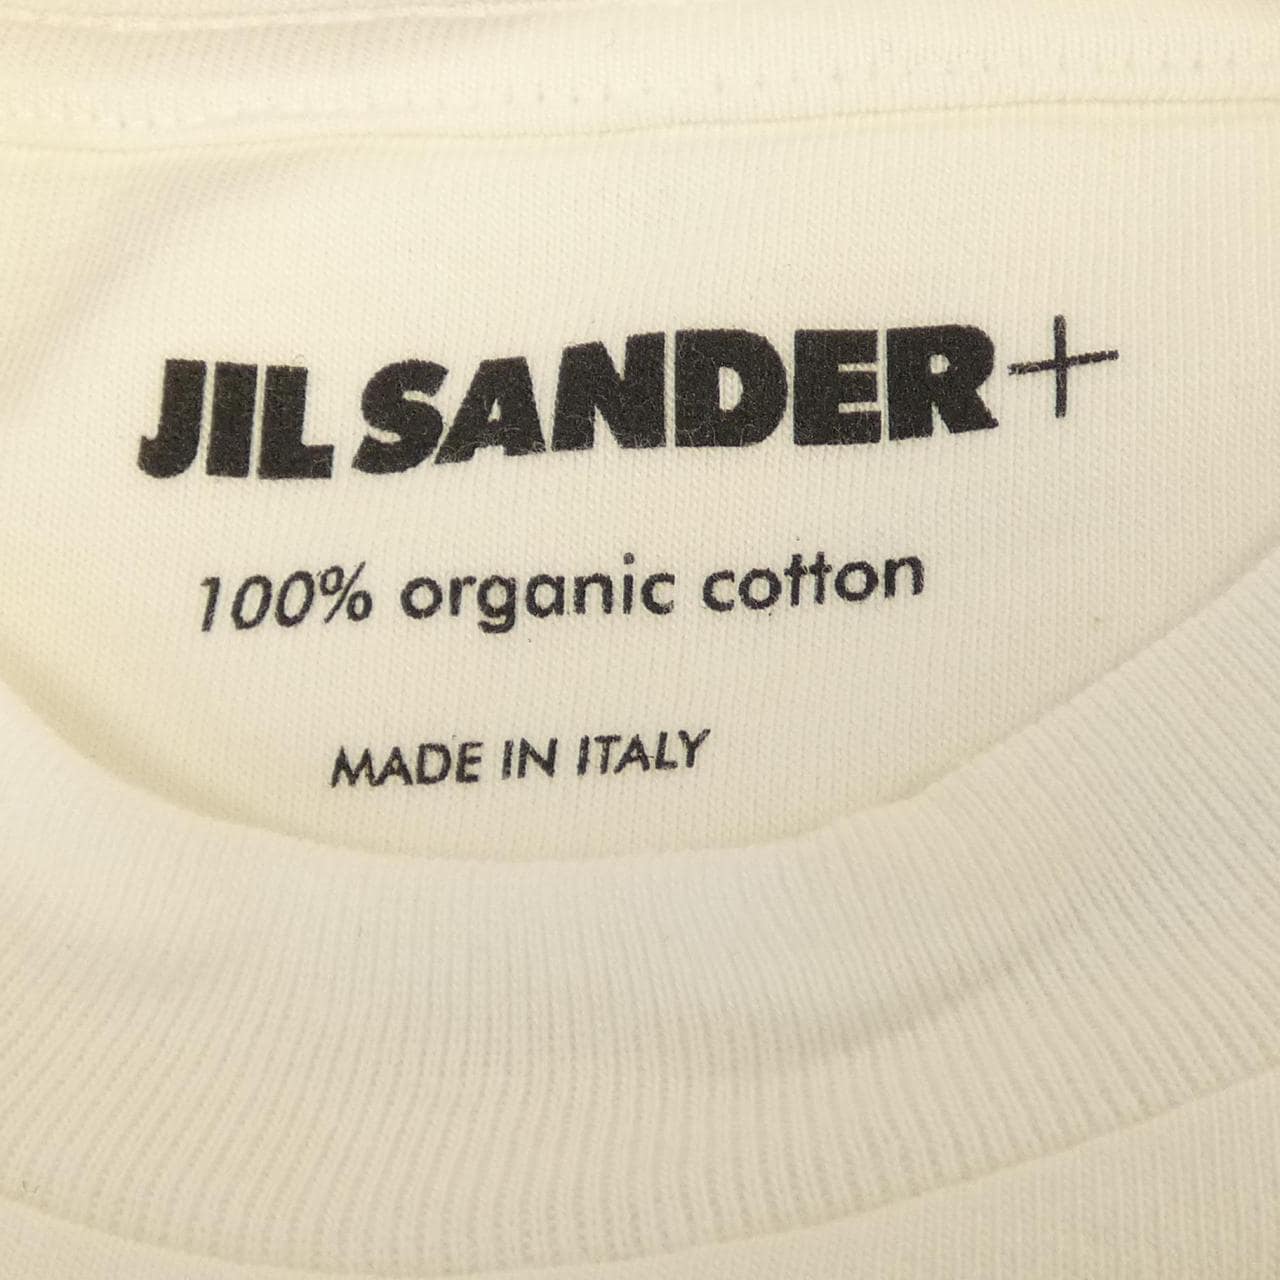 JIL SANDER+
100% organic cotton
MADE IN ITALY